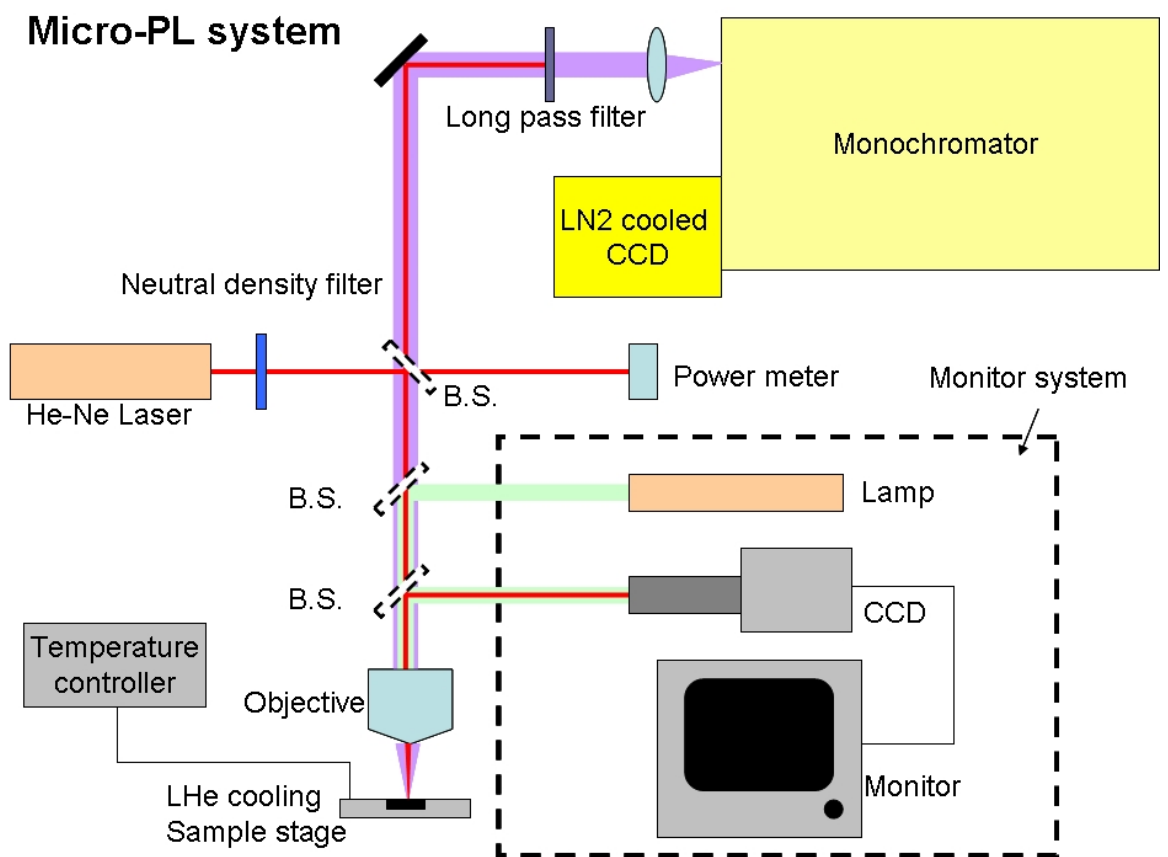 Micro-PL system
Long pass filter
Monochromator
LN2 cooled
CCD
Neutral density filter
He-Ne Laser
B.S.
Power meter
Monitor system
B.S.
Lamp
B.S.
CCD
Temperature
controller
Objective
LHe cooling
Sample stage
Monitor